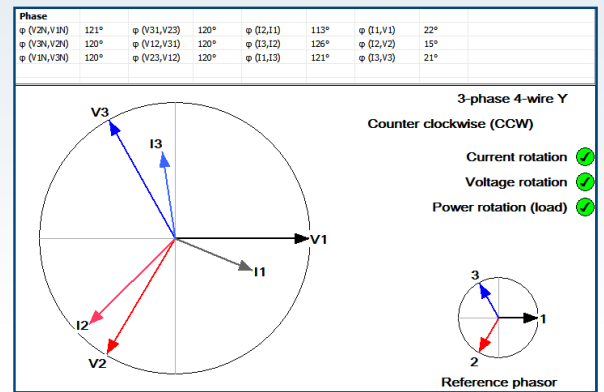 Phase
φ (V2N,V1N) 121° φ (V31,V23) 120° φ (I2,I1) 113° φ (I1,V1) 22°
φ (V3N,V2N) 120° φ (V12,V31) 120° φ (I3,I2) 126° φ (I2,V2) 15°
φ (V1N,V3N) 120° φ (V23,V12) 120° φ (I1,I3) 121° φ (I3,V3) 21°
3-phase 4-wire Y
Counter clockwise (CCW)
Current rotation
Voltage rotation
Power rotation (load)
V3
I3
V1
I1
I2
V2
3
1
2
Reference phasor